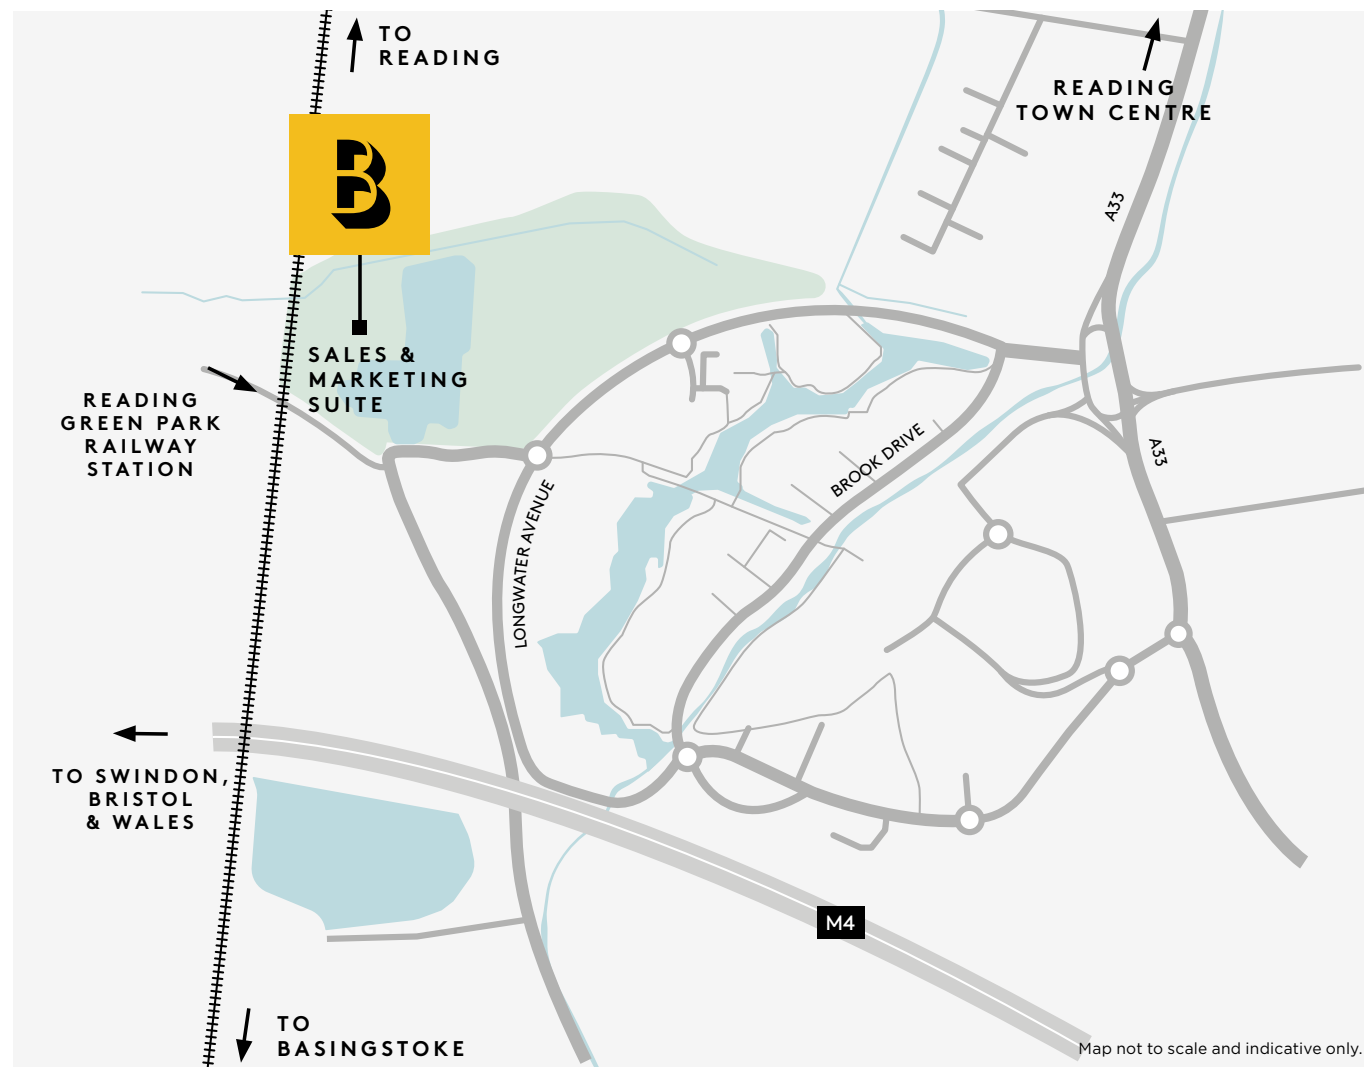 TO
READING
READING
TOWN CENTRE
A33
B
SALES &
MARKETING
SUITE
READING
GREEN PARK
RAILWAY
STATION
BROOK DRIVE
A33
LONGWATER AVENUE
TO SWINDON,
BRISTOL
& WALES
M4
TO
BASINGSTOKE
Map not to scale and indicative only.